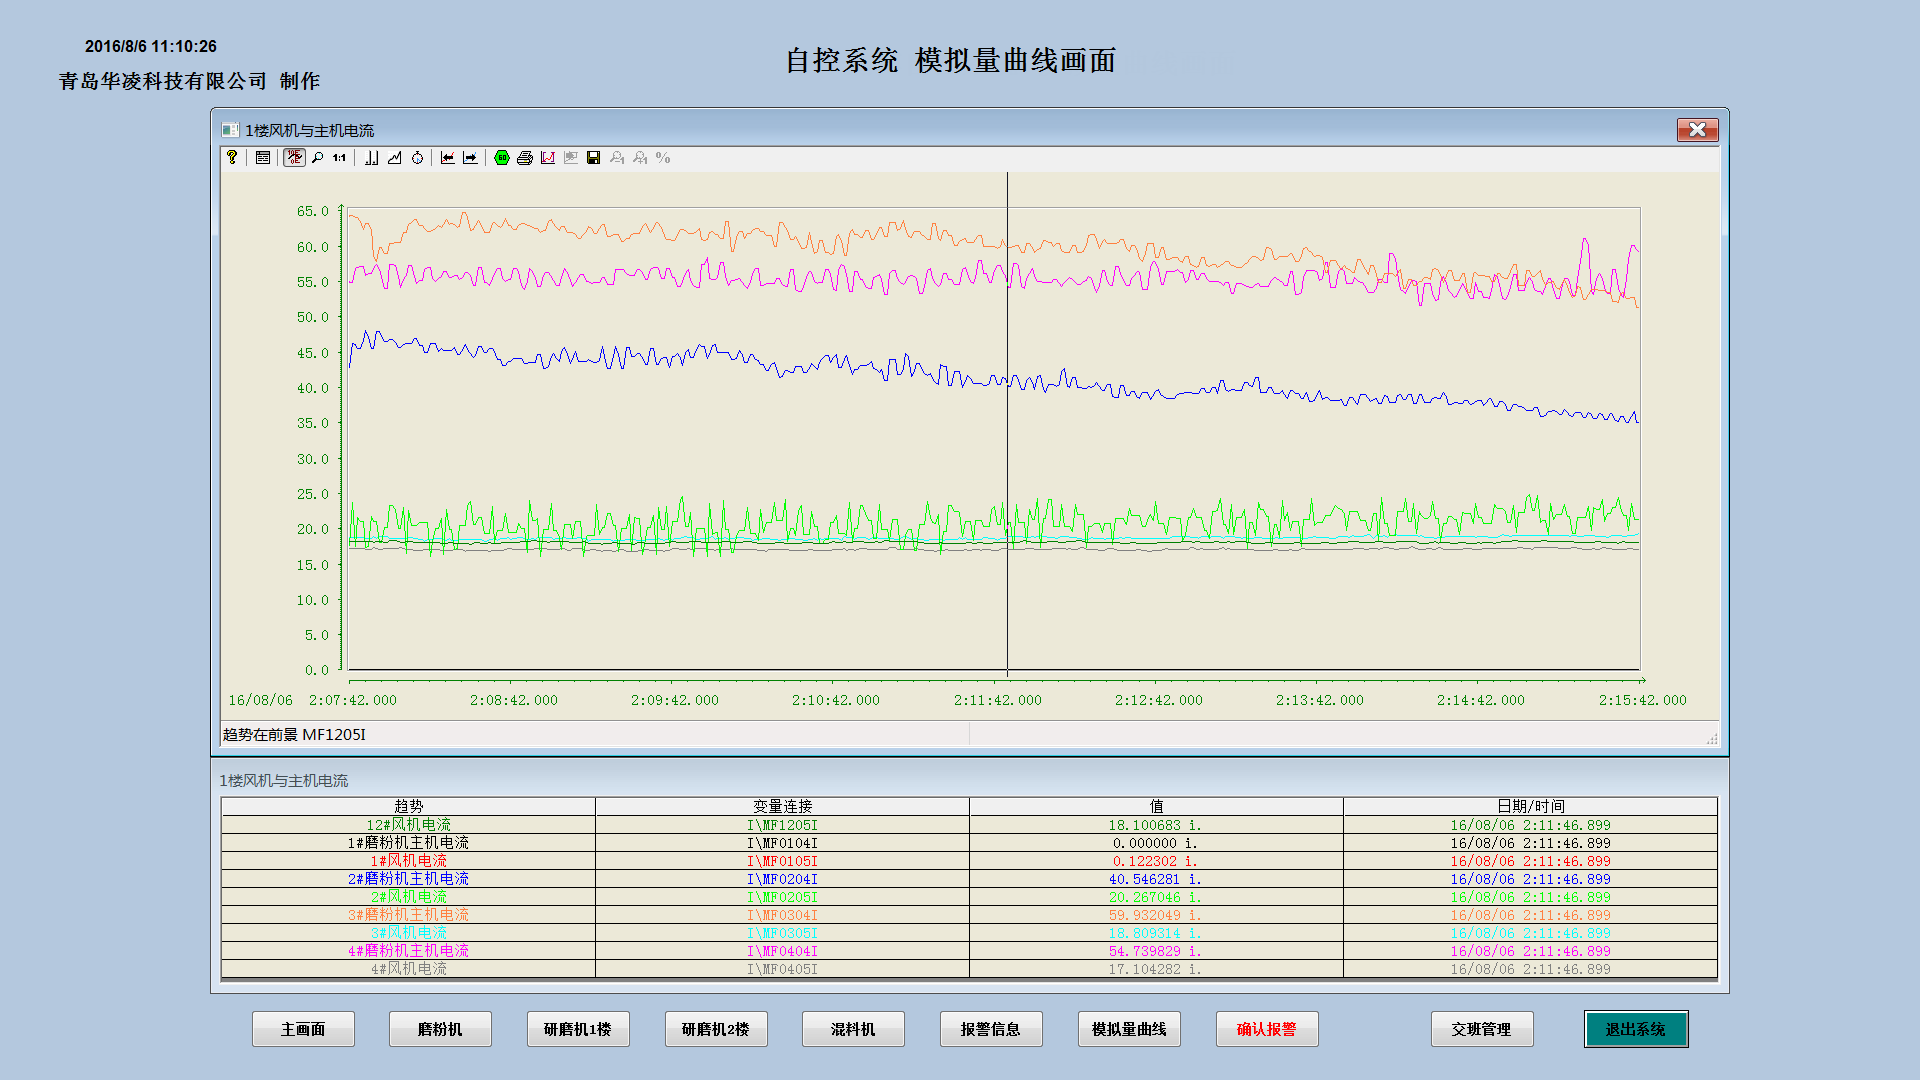 2016/8/6 11:10:26
自控系统 模拟量曲线画面
青岛华凌科技有限公司 制作
1楼风机与主机电流
? 1:1 GO %
65.0
60.0
55.0
50.0
45.0
40.0
35.0
30.0
25.0
20.0
15.0
10.0
5.0
0.0
16/08/06 2:07:42.000 2:08:42.000 2:09:42.000 2:10:42.000 2:11:42.000 2:12:42.000 2:13:42.000 2:14:42.000 2:15:42.000
趋势在前景 MF1205I
1楼风机与主机电流
趋势 变量连接 值 日期/时间
12#风机电流 I\MF1205I 18.100683 i. 16/08/06 2:11:46.899
1#磨粉机主机电流 I\MF0104I 0.000000 i. 16/08/06 2:11:46.899
1#风机电流 I\MF0105I 0.122302 i. 16/08/06 2:11:46.899
2#磨粉机主机电流 I\MF0204I 40.546281 i. 16/08/06 2:11:46.899
2#风机电流 I\MF0205I 20.267046 i. 16/08/06 2:11:46.899
3#磨粉机主机电流 I\MF0304I 59.932049 i. 16/08/06 2:11:46.899
3#风机电流 I\MF0305I 18.809314 i. 16/08/06 2:11:46.899
4#磨粉机主机电流 I\MF0404I 54.739829 i. 16/08/06 2:11:46.899
4#风机电流 I\MF0405I 17.104282 i. 16/08/06 2:11:46.899
主画面 磨粉机 研磨机1楼 研磨机2楼 混料机 报警信息 模拟量曲线 确认报警 交班管理 退出系统